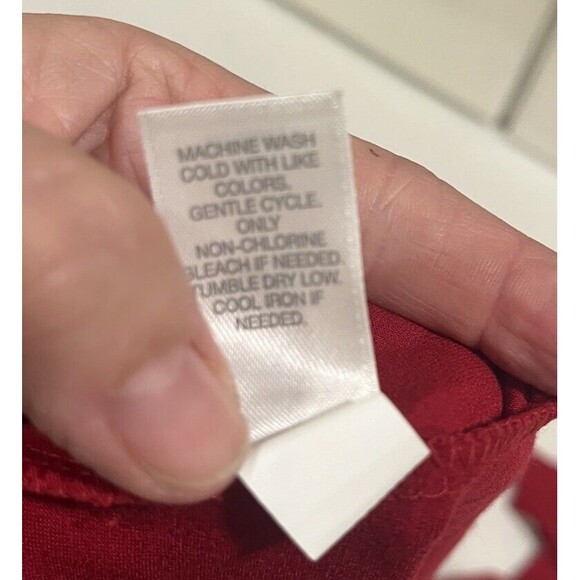 MACHINE WASH
COLD WITH LIKE
COLORS.
GENTLE CYCLE.
ONLY
NON-CHLORINE
BLEACH IF NEEDED.
TUMBLE DRY LOW.
COOL IRON IF
NEEDED.